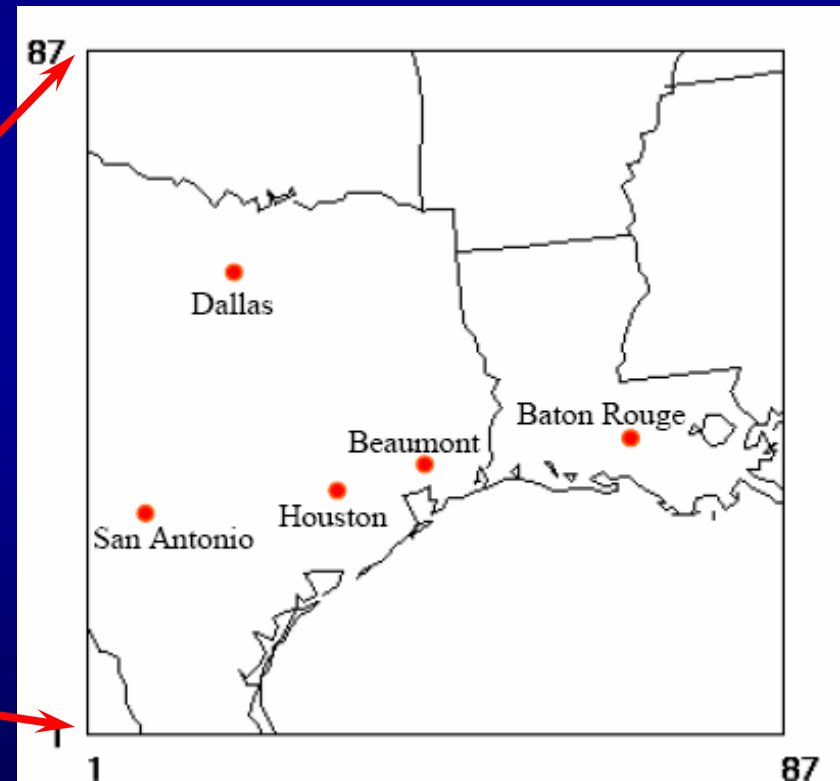 87
Dallas
Baton Rouge
Beaumont
Houston
San Antonio
1
1
87